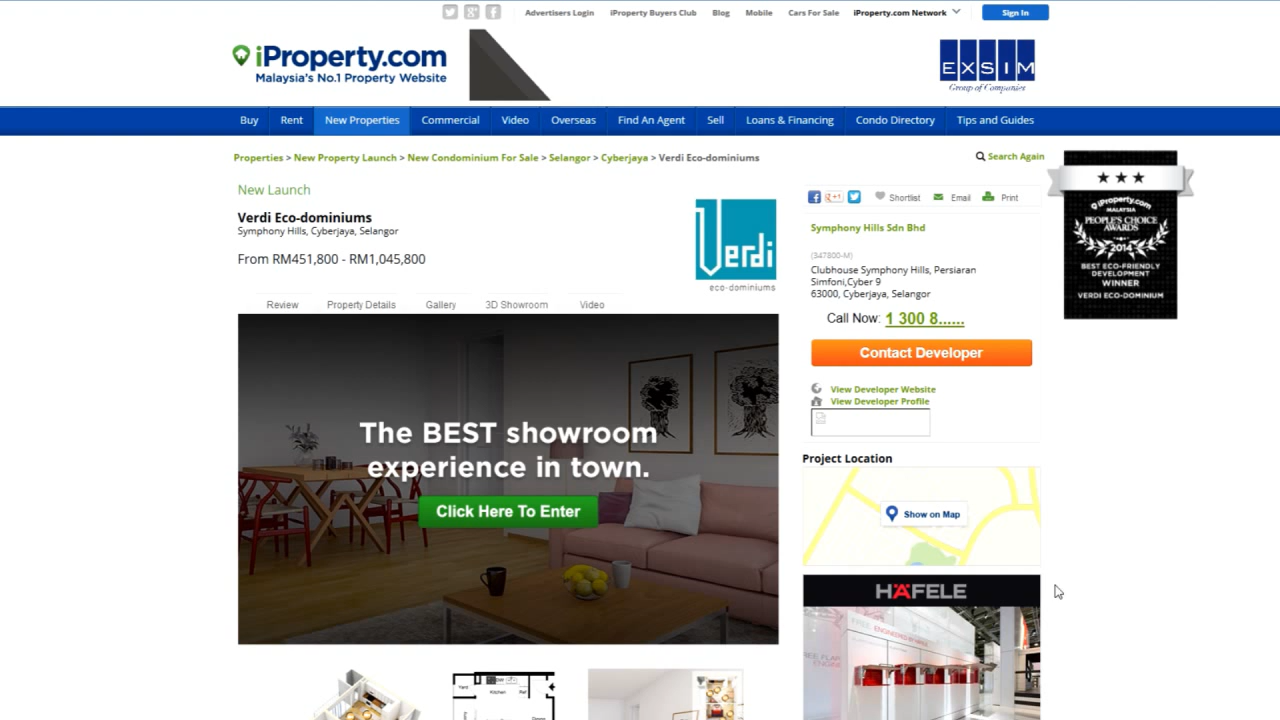 Advertisers Login iProperty Buyers Club Blog Mobile Cars For Sale iProperty.com Network Sign In
iProperty.com
Malaysia's No.1 Property Website
EXSIM
Group of Companies
Buy Rent New Properties Commercial Video Overseas Find An Agent Sell Loans & Financing Condo Directory Tips and Guides
Properties > New Property Launch > New Condominium For Sale > Selangor > Cyberjaya > Verdi Eco-dominiums
Search Again
New Launch
Verdi Eco-dominiums
Symphony Hills, Cyberjaya, Selangor
From RM451,800 - RM1,045,800
Verdi
eco-dominiums
Review Property Details Gallery 3D Showroom Video
The BEST showroom
experience in town.
Click Here To Enter
Shortlist Email Print
Symphony Hills Sdn Bhd
(347800-M)
Clubhouse Symphony Hills, Persiaran
Simfoni,Cyber 9
63000, Cyberjaya, Selangor
Call Now: 1 300 8......
Contact Developer
View Developer Website
View Developer Profile
Project Location
Show on Map
HÄFELE
iProperty.com
MALAYSIA
PEOPLE'S CHOICE
AWARDS
2014
BEST ECO-FRIENDLY
DEVELOPMENT
WINNER
VERDI ECO-DOMINIUM
Yard
Kitchen
Ref